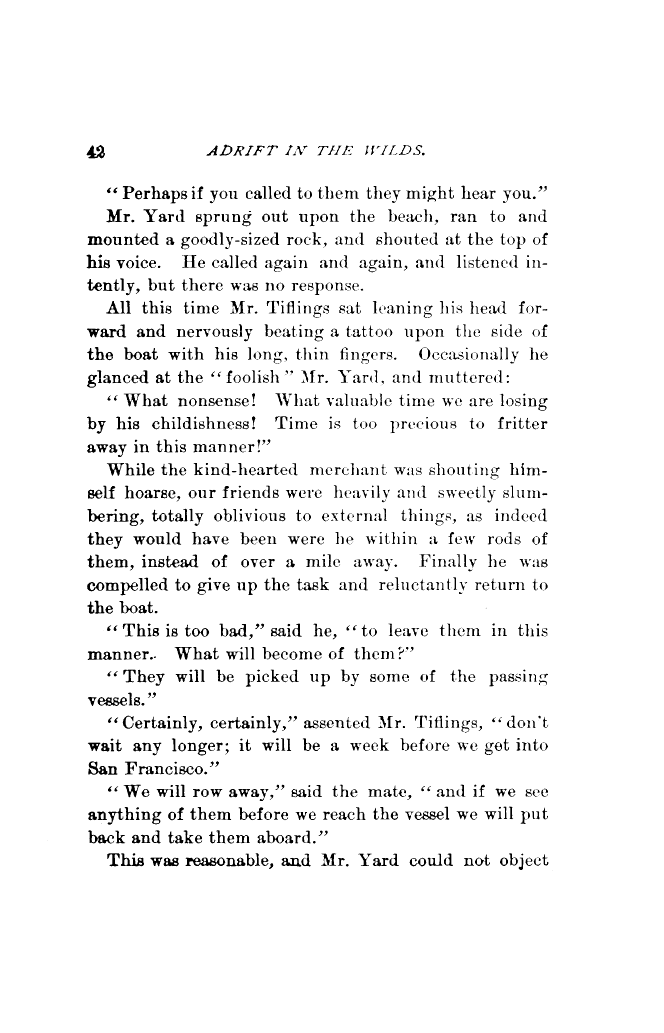 42 ADRIFT IN THE WILDS.
“ Perhaps if you called to them they might hear you.”
Mr. Yard sprung out upon the beach, ran to and
mounted a goodly-sized rock, and shouted at the top of
his voice. He called again and again, and listened in-
tently, but there was no response.
All this time Mr. Tiflings sat leaning his head for-
ward and nervously beating a tattoo upon the side of
the boat with his long, thin fingers. Occasionally he
glanced at the “ foolish ” Mr. Yard, and muttered:
“ What nonsense! What valuable time we are losing
by his childishness! Time is too precious to fritter
away in this manner!”
While the kind-hearted merchant was shouting him-
self hoarse, our friends were heavily and sweetly slum-
bering, totally oblivious to external things, as indeed
they would have been were he within a few rods of
them, instead of over a mile away. Finally he was
compelled to give up the task and reluctantly return to
the boat.
“ This is too bad,” said he, “ to leave them in this
manner. What will become of them?”
“ They will be picked up by some of the passing
vessels.”
“ Certainly, certainly,” assented Mr. Tiflings, “ don't
wait any longer; it will be a week before we get into
San Francisco.”
“ We will row away,” said the mate, “ and if we see
anything of them before we reach the vessel we will put
back and take them aboard.”
This was reasonable, and Mr. Yard could not object